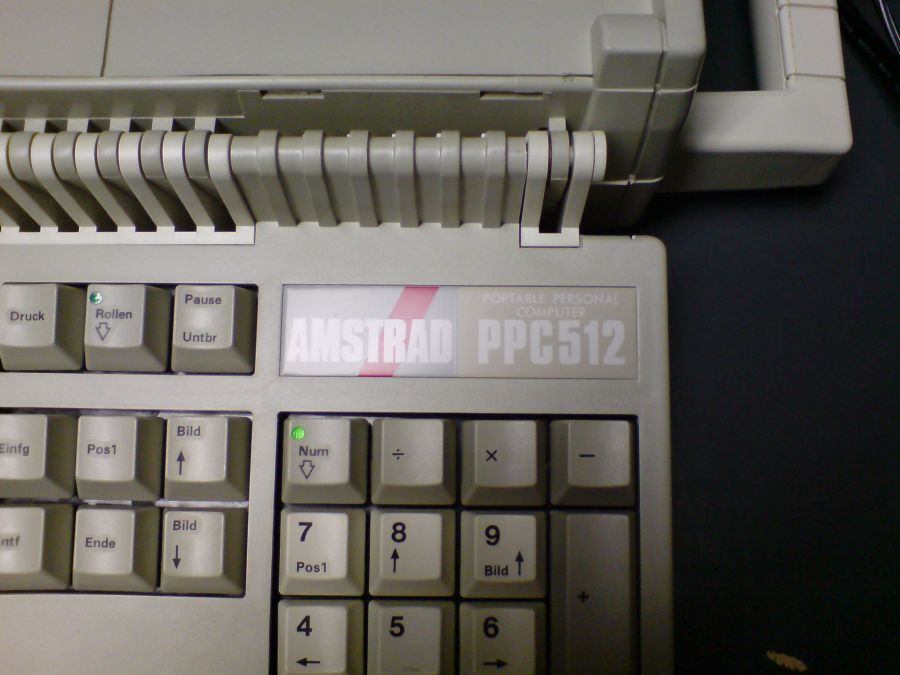 PORTABLE PERSONAL
COMPUTER
AMSTRAD PPC512
Druck
Rollen
Pause
Untbr
Einfg
Pos1
Bild
↑
Num
÷
×
−
Entf
Ende
Bild
↓
7
Pos1
8
↑
9
Bild ↑
+
4
←
5
6
→